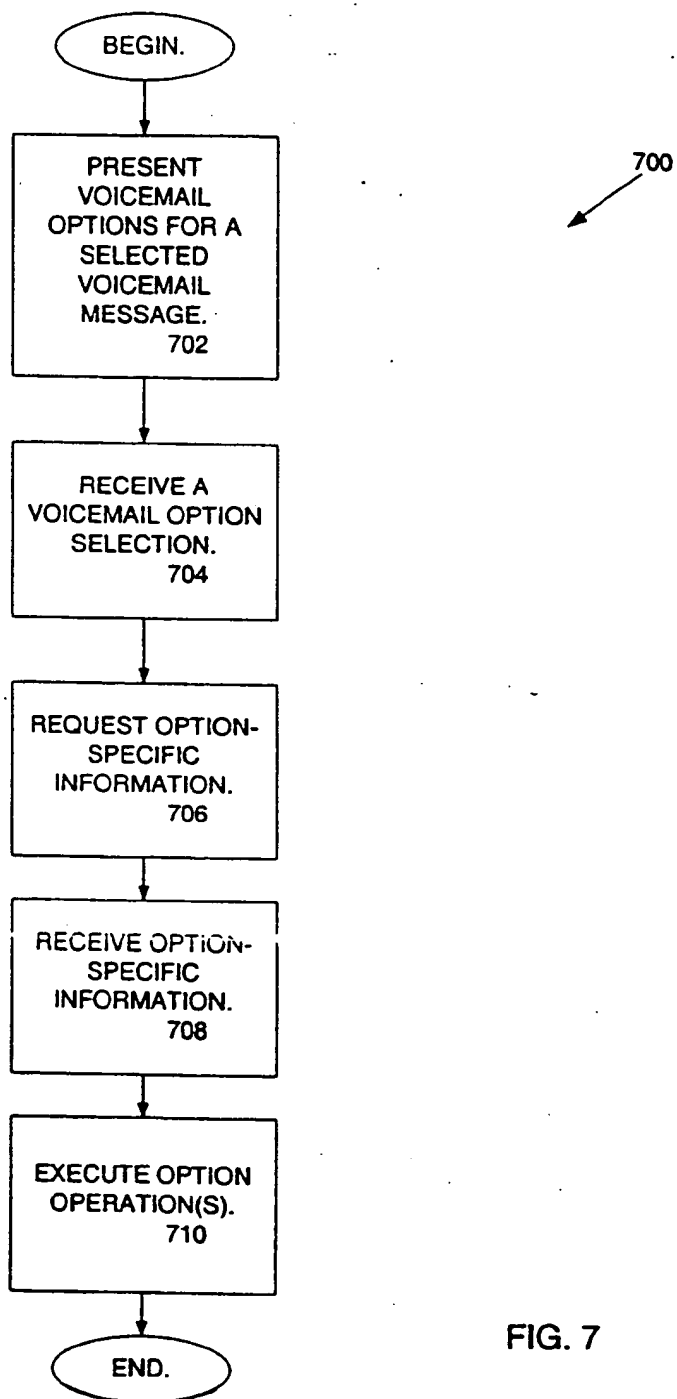 BEGIN.
PRESENT
VOICEMAIL
OPTIONS FOR A
SELECTED
VOICEMAIL
MESSAGE.
702
700
RECEIVE A
VOICEMAIL OPTION
SELECTION.
704
REQUEST OPTION-
SPECIFIC
INFORMATION.
706
RECEIVE OPTION-
SPECIFIC
INFORMATION.
708
EXECUTE OPTION
OPERATION(S).
710
END.
FIG. 7